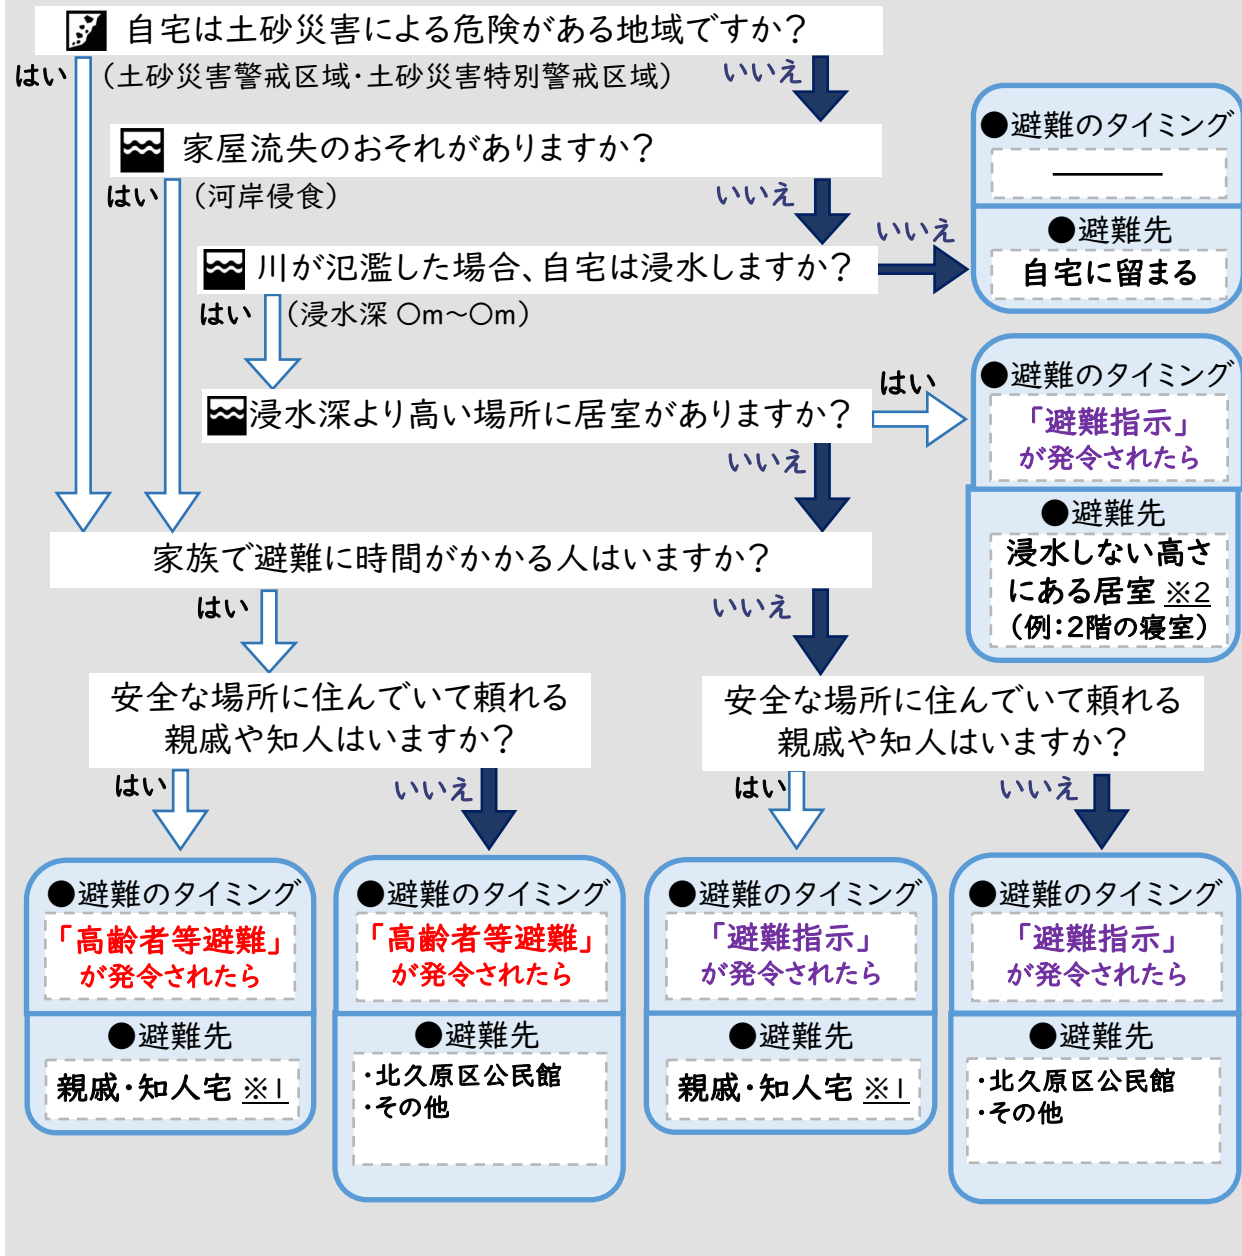 自宅は土砂災害による危険がある地域ですか？
はい
（土砂災害警戒区域・土砂災害特別警戒区域）
いいえ
家屋流失のおそれがありますか？
はい
（河岸侵食）
いいえ
川が氾濫した場合、自宅は浸水しますか？
いいえ
はい
（浸水深 〇m～〇m）
●避難のタイミング
●避難先
自宅に留まる
浸水深より高い場所に居室がありますか？
はい
いいえ
●避難のタイミング
「避難指示」
が発令されたら
●避難先
浸水しない高さ
にある居室 ※2
（例：2階の寝室）
家族で避難に時間がかかる人はいますか？
はい
いいえ
安全な場所に住んでいて頼れる
親戚や知人はいますか？
はい
いいえ
安全な場所に住んでいて頼れる
親戚や知人はいますか？
はい
いいえ
●避難のタイミング
「高齢者等避難」
が発令されたら
●避難先
親戚・知人宅 ※1
●避難のタイミング
「高齢者等避難」
が発令されたら
●避難先
・北久原区公民館
・その他
●避難のタイミング
「避難指示」
が発令されたら
●避難先
親戚・知人宅 ※1
●避難のタイミング
「避難指示」
が発令されたら
●避難先
・北久原区公民館
・その他